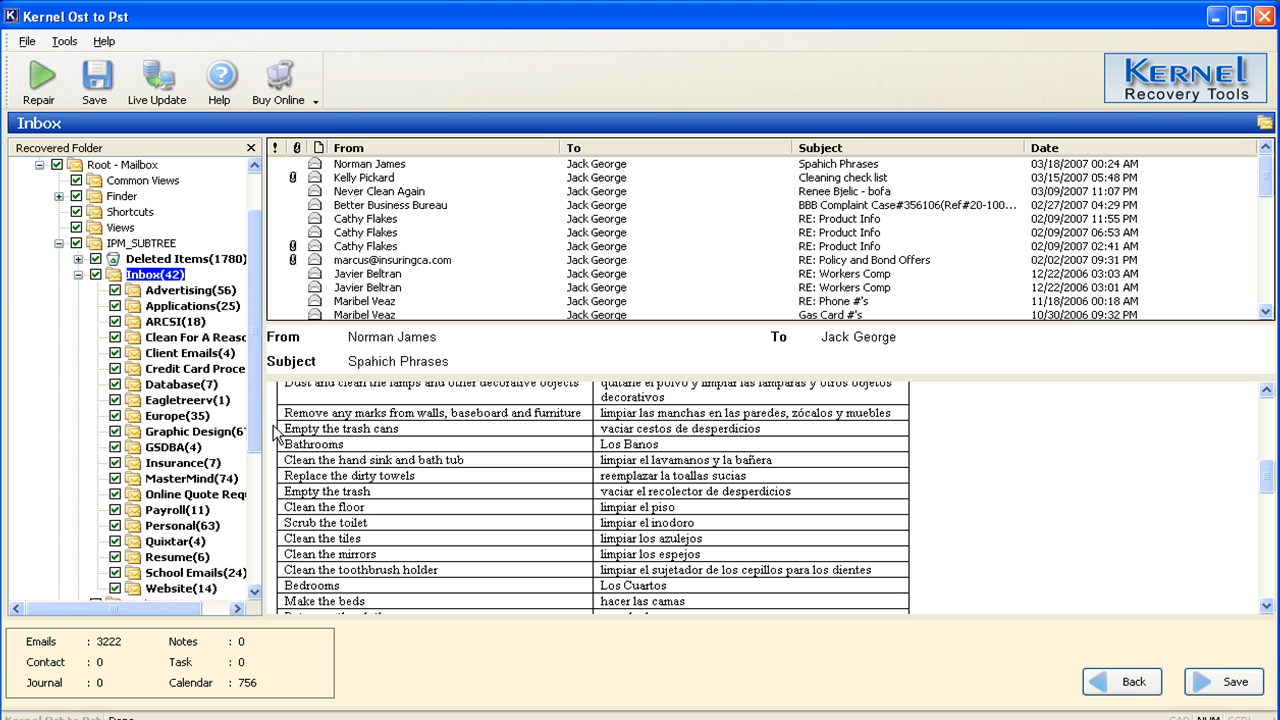 Kernel Ost to Pst
File Tools Help
Repair Save Live Update Help Buy Online
KERNEL
Recovery Tools
Inbox
Recovered Folder
Root - Mailbox
Common Views
Finder
Shortcuts
Views
IPM_SUBTREE
Deleted Items(1780)
Inbox(42)
Advertising(56)
Applications(25)
ARCSI(18)
Clean For A Reaso
Client Emails(4)
Credit Card Proce
Database(7)
Eagletreerv(1)
Europe(35)
Graphic Design(6
GSDBA(4)
Insurance(7)
MasterMind(74)
Online Quote Requ
Payroll(11)
Personal(63)
Quixtar(4)
Resume(6)
School Emails(24)
Website(14)
! From To Subject Date
Norman James Jack George Spahich Phrases 03/18/2007 00:24 AM
Kelly Pickard Jack George Cleaning check list 03/15/2007 05:48 PM
Never Clean Again Jack George Renee Bjelic - bofa 03/09/2007 11:07 PM
Better Business Bureau Jack George BBB Complaint Case#356106(Ref#20-100... 02/27/2007 04:29 PM
Cathy Flakes Jack George RE: Product Info 02/09/2007 11:55 PM
Cathy Flakes Jack George RE: Product Info 02/09/2007 06:53 AM
Cathy Flakes Jack George RE: Product Info 02/09/2007 02:41 AM
marcus@insuringca.com Jack George RE: Policy and Bond Offers 02/02/2007 09:31 PM
Javier Beltran Jack George RE: Workers Comp 12/22/2006 03:03 AM
Javier Beltran Jack George RE: Workers Comp 12/22/2006 03:01 AM
Maribel Veaz Jack George RE: Phone #'s 11/18/2006 00:18 AM
Maribel Veaz Jack George Gas Card #'s 10/30/2006 09:32 PM
From Norman James To Jack George
Subject Spahich Phrases
Dust and clean the lamps and other decorative objects quitarle el polvo y limpiar las lamparas y otros objetos
decorativos
Remove any marks from walls, baseboard and furniture limpiar las manchas en las paredes, zócalos y muebles
Empty the trash cans vaciar cestos de desperdicios
Bathrooms Los Banos
Clean the hand sink and bath tub limpiar el lavamanos y la bañera
Replace the dirty towels reemplazar la toallas sucias
Empty the trash vaciar el recolector de desperdicios
Clean the floor limpiar el piso
Scrub the toilet limpiar el inodoro
Clean the tiles limpiar los azulejos
Clean the mirrors limpiar los espejos
Clean the toothbrush holder limpiar el sujetador de los cepillos para los dientes
Bedrooms Los Cuartos
Make the beds hacer las camas
Emails : 3222 Notes : 0
Contact : 0 Task : 0
Journal : 0 Calendar : 756
Back Save
Kernel Ost to Pst Done CAP NUM SCRL